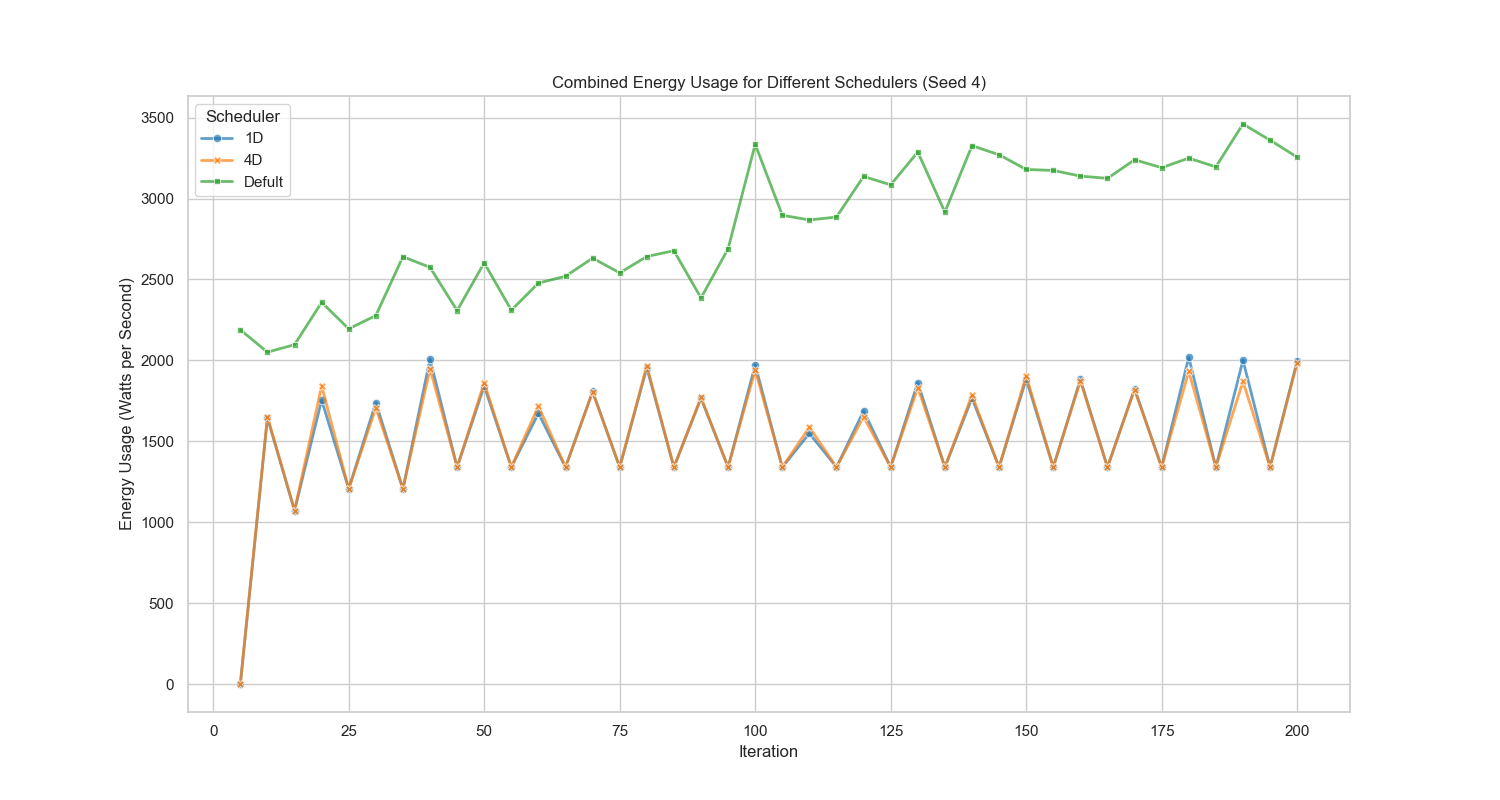 Combined Energy Usage for Different Schedulers (Seed 4)
Scheduler
1D
4D
Defult
3500
3000
2500
2000
1500
1000
500
0
Energy Usage (Watts per Second)
0 25 50 75 100 125 150 175 200
Iteration